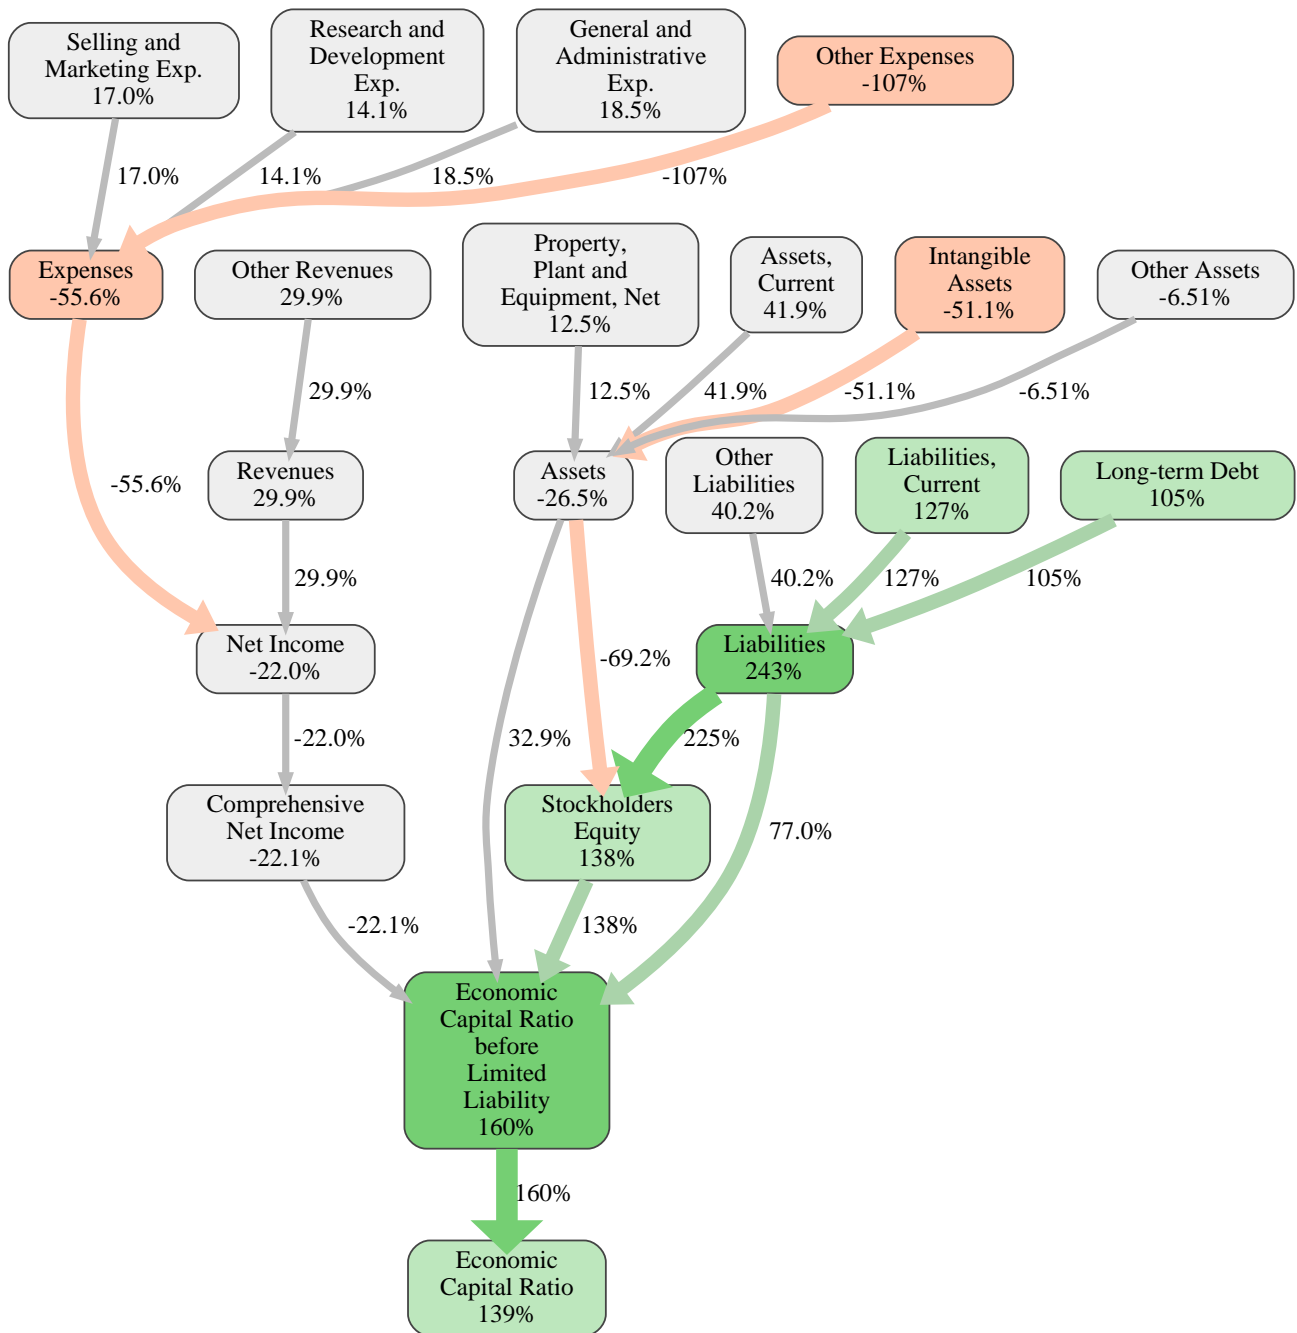 Selling and
Marketing Exp.
17.0%
Research and
Development
Exp.
14.1%
General and
Administrative
Exp.
18.5%
Other Expenses
-107%
17.0%
14.1%
18.5%
-107%
Expenses
-55.6%
Other Revenues
29.9%
Property,
Plant and
Equipment, Net
12.5%
Assets,
Current
41.9%
Intangible
Assets
-51.1%
Other Assets
-6.51%
29.9%
12.5%
41.9%
-51.1%
-6.51%
-55.6%
Revenues
29.9%
Assets
-26.5%
Other
Liabilities
40.2%
Liabilities,
Current
127%
Long-term Debt
105%
29.9%
40.2%
127%
105%
Net Income
-22.0%
-69.2%
Liabilities
243%
-22.0%
32.9%
225%
Comprehensive
Net Income
-22.1%
Stockholders
Equity
138%
77.0%
-22.1%
138%
Economic
Capital Ratio
before
Limited
Liability
160%
160%
Economic
Capital Ratio
139%